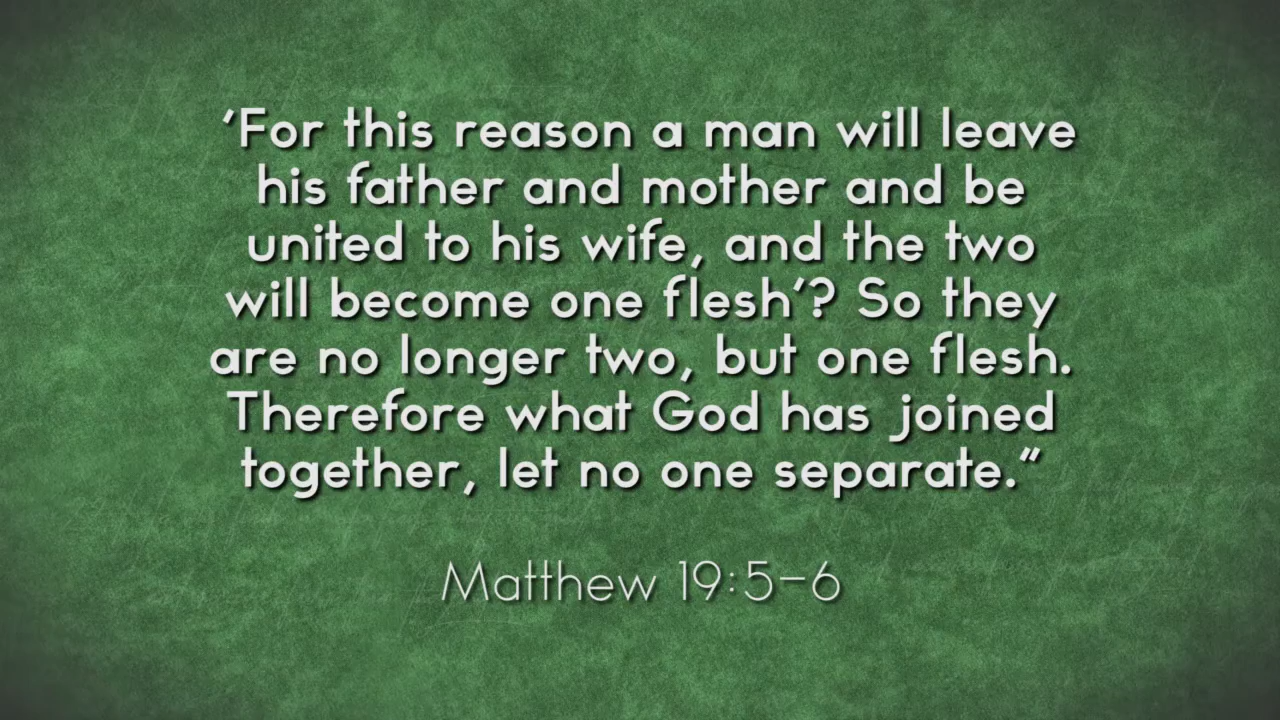 ‘For this reason a man will leave
his father and mother and be
united to his wife, and the two
will become one flesh’? So they
are no longer two, but one flesh.
Therefore what God has joined
together, let no one separate.”
Matthew 19:5–6